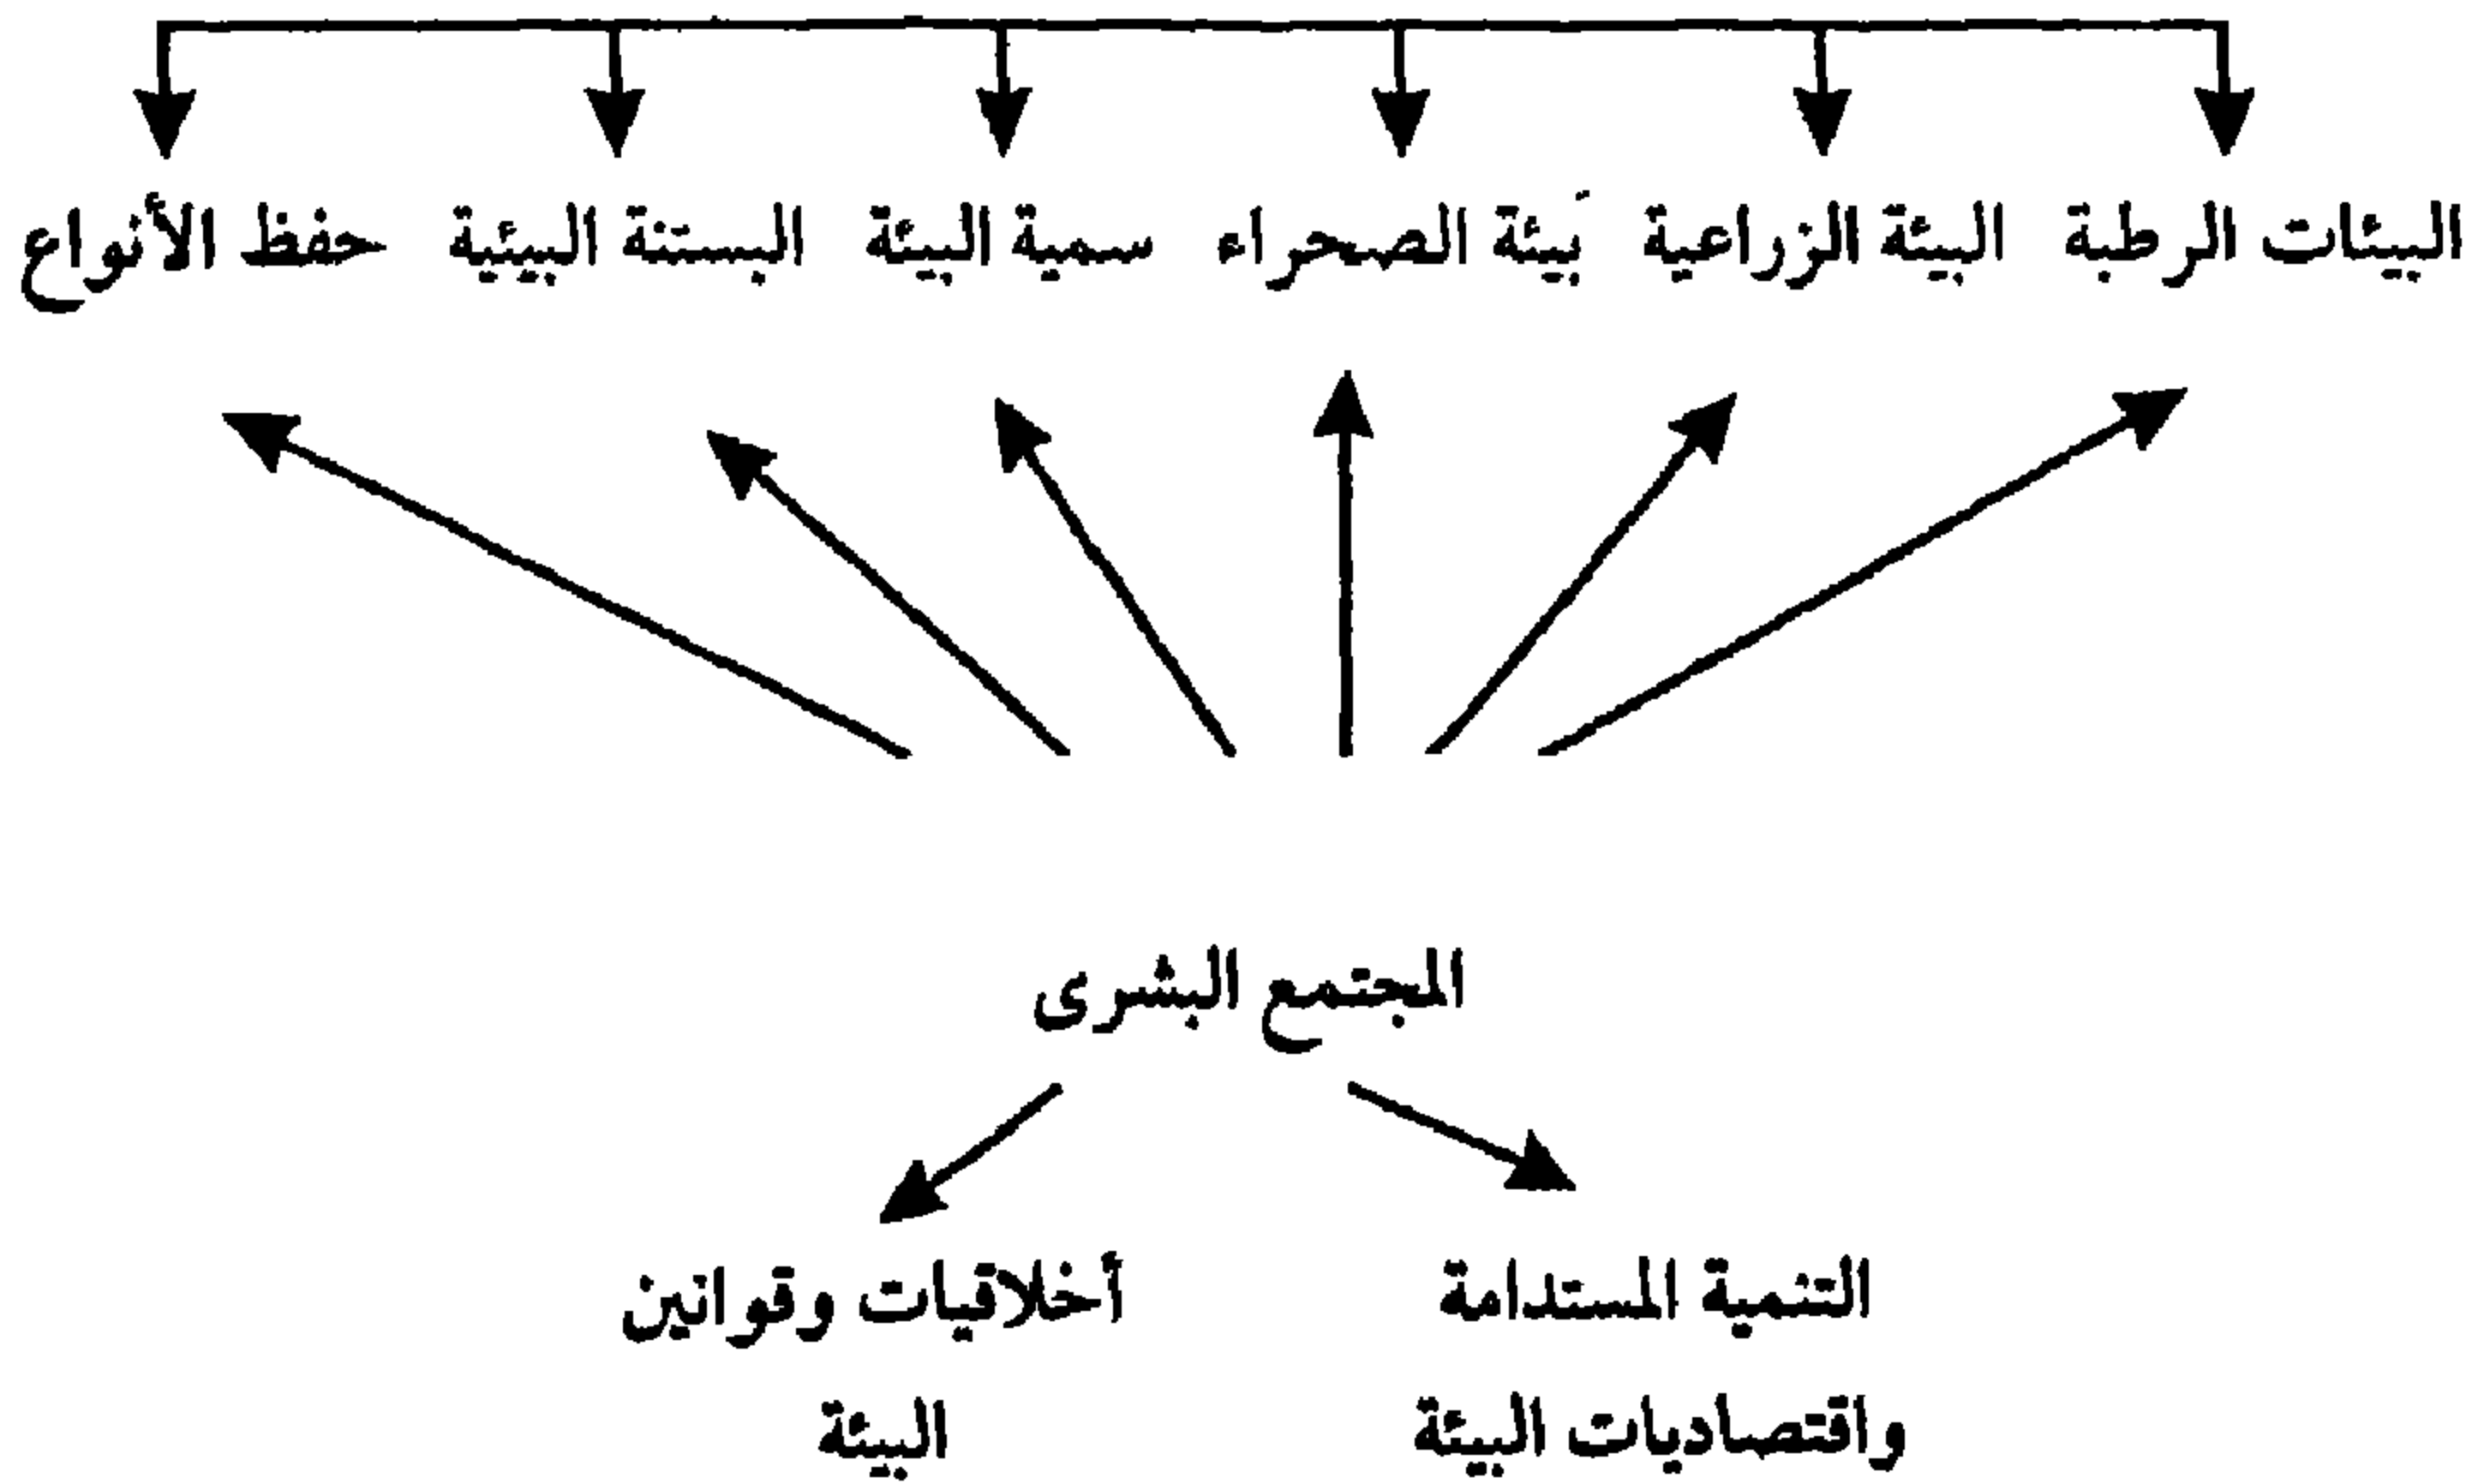 البيئات الرطبة البيئة الزراعية بيئة الصحراء سمية البيئة البستنة البيئية حفظ الأنواع
المجتمع البشرى
التنمية المستدامة أخلاقيات وقوانين
واقتصاديات البيئة البيئة